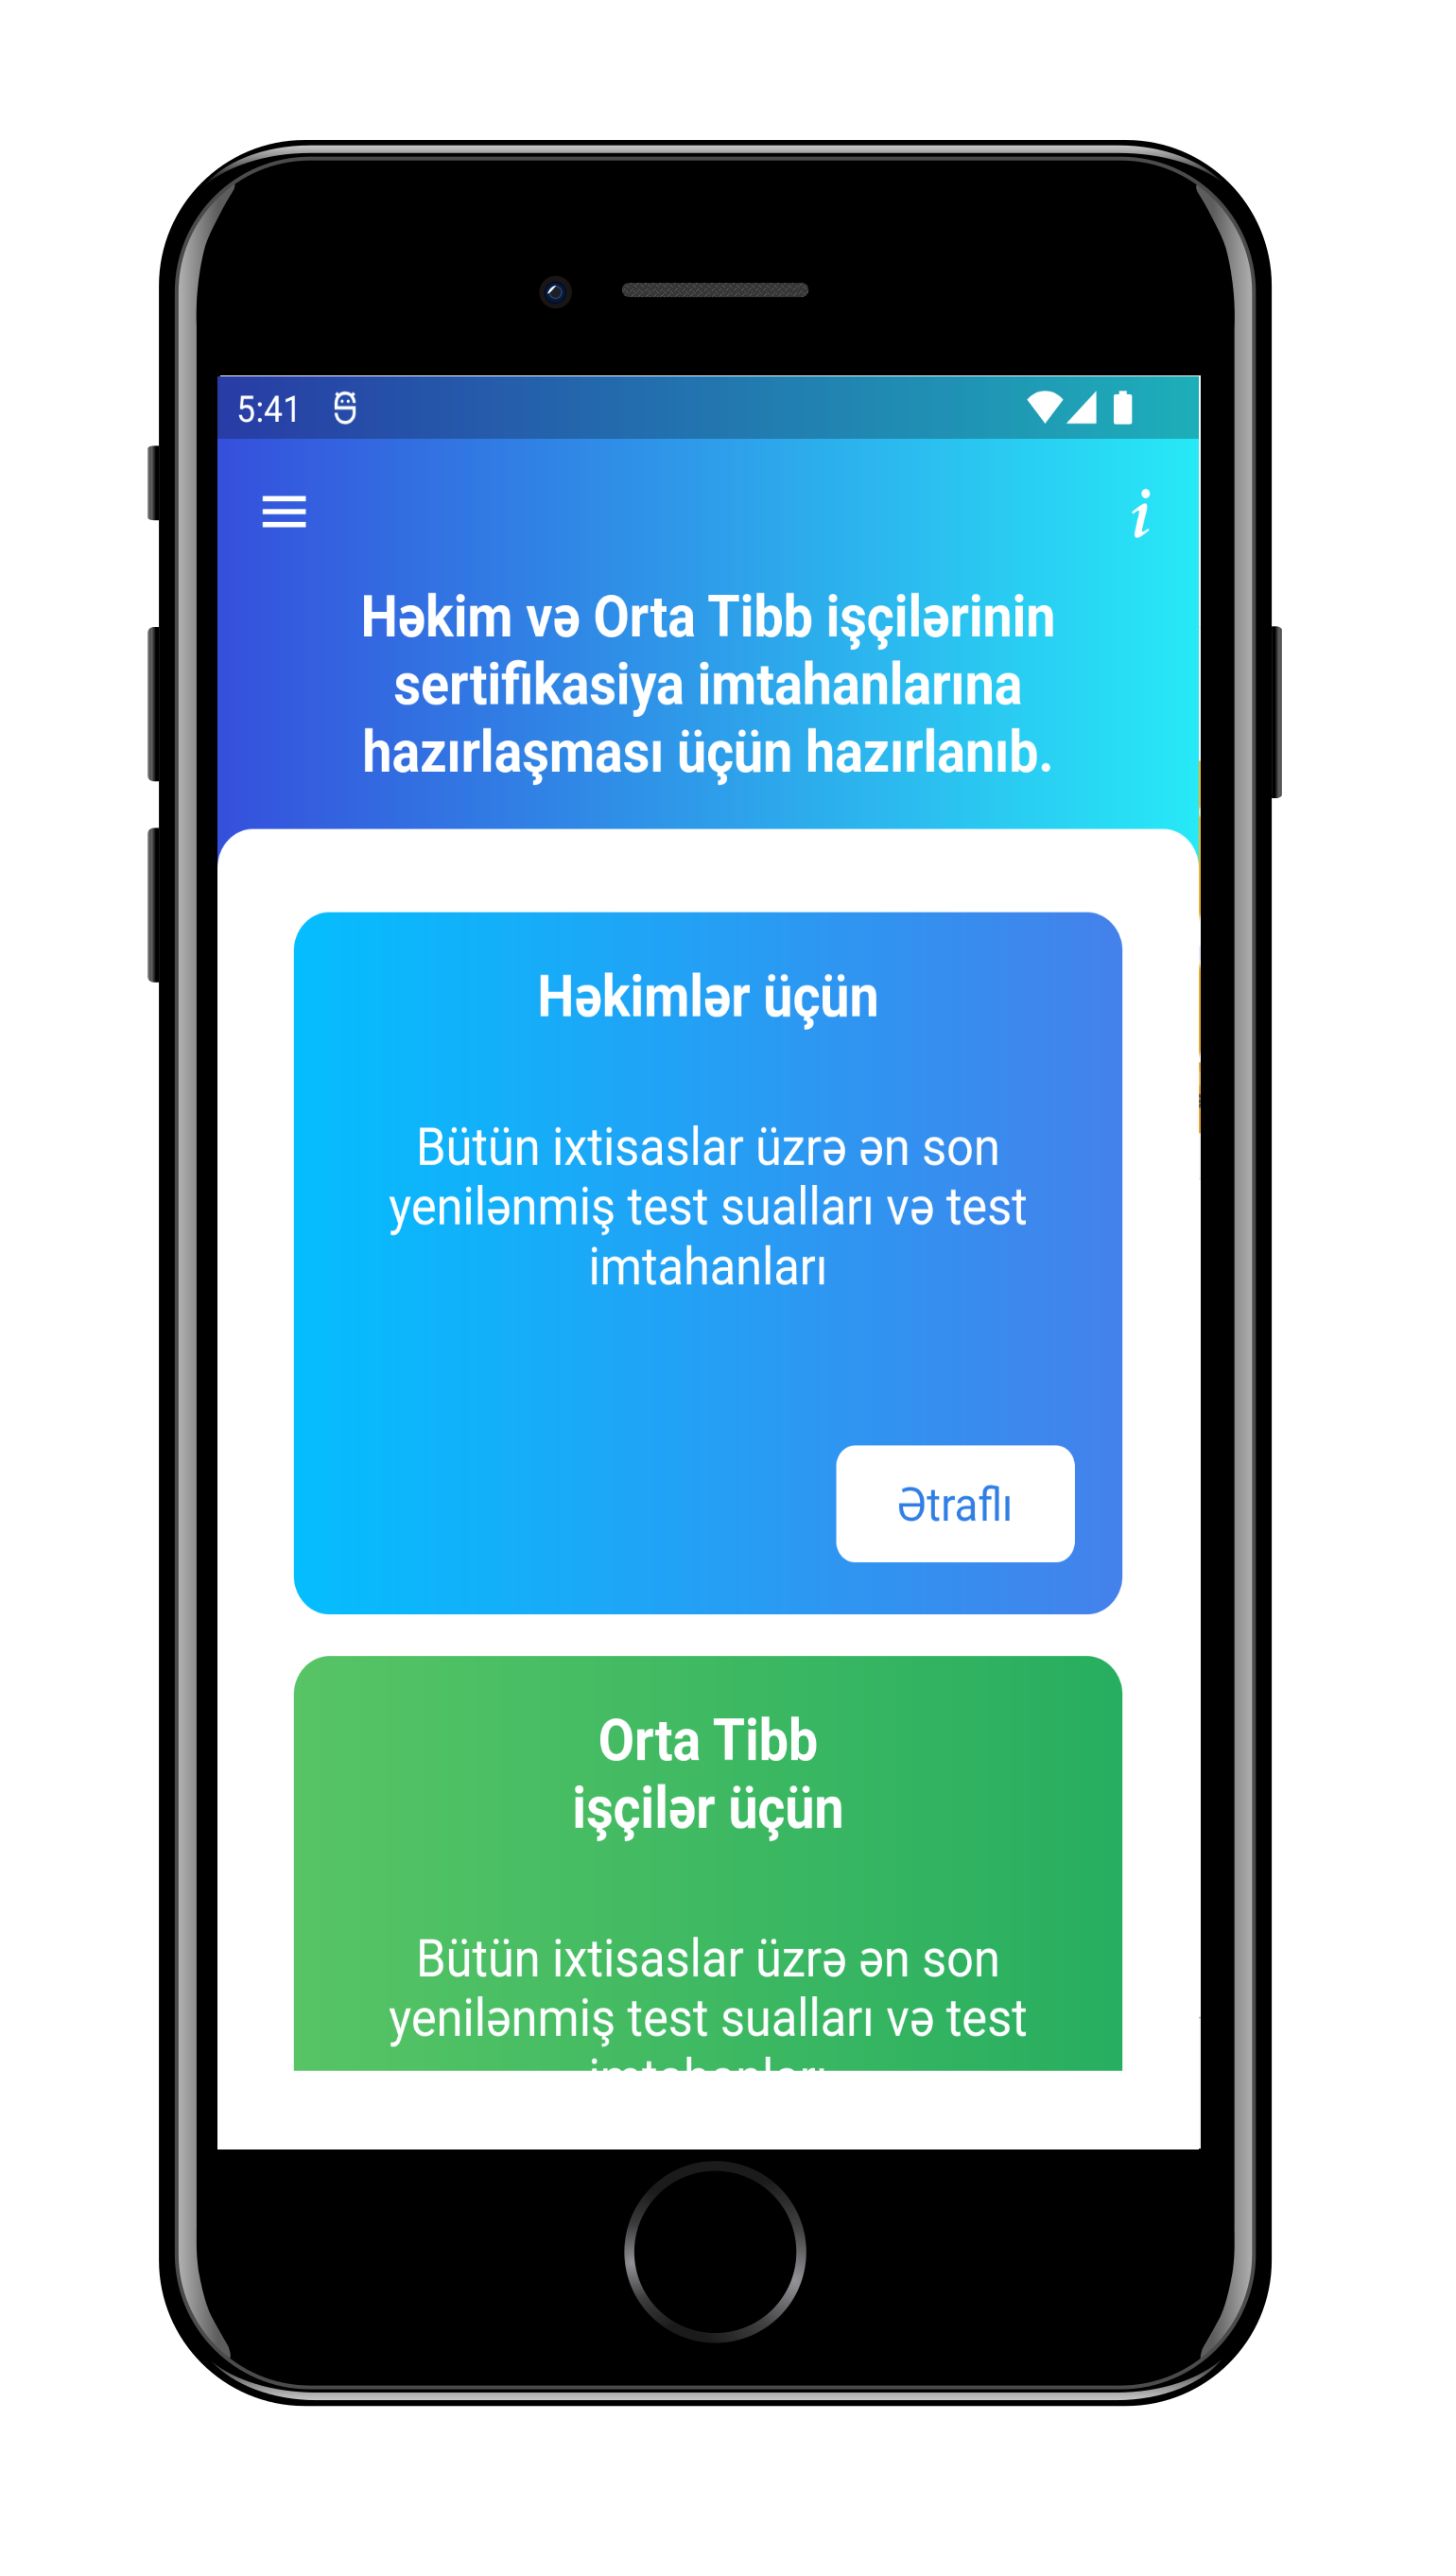 5:41
i
Həkim və Orta Tibb işçilərinin
sertifikasiya imtahanlarına
hazırlaşması üçün hazırlanıb.
Həkimlər üçün
Bütün ixtisaslar üzrə ən son
yenilənmiş test sualları və test
imtahanları
Ətraflı
Orta Tibb
işçilər üçün
Bütün ixtisaslar üzrə ən son
yenilənmiş test sualları və test